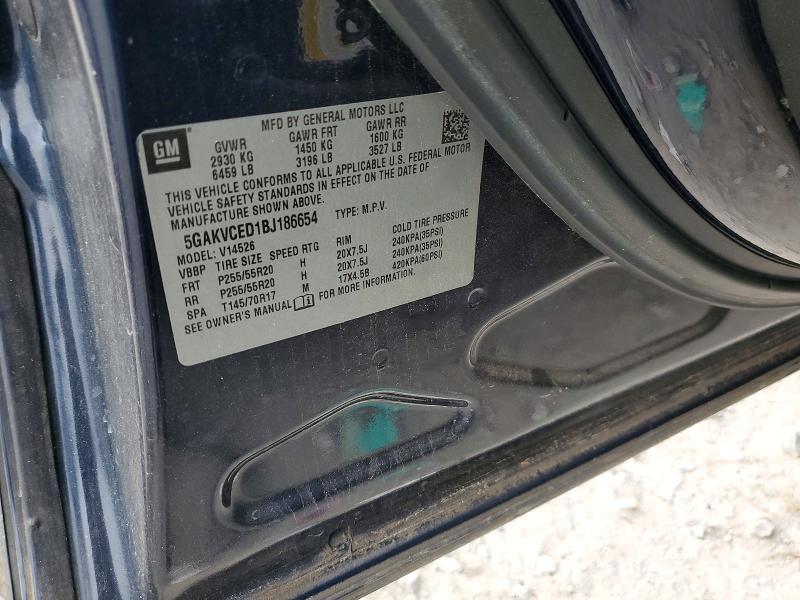 MFD BY GENERAL MOTORS LLC
GM
GVWR GAWR FRT GAWR RR
2930 KG 1450 KG 1600 KG
6459 LB 3196 LB 3527 LB
THIS VEHICLE CONFORMS TO ALL APPLICABLE U.S. FEDERAL MOTOR
VEHICLE SAFETY STANDARDS IN EFFECT ON THE DATE OF
MANUFACTURE SHOWN ABOVE.
5GAKVCED1BJ186654 TYPE: M.P.V.
MODEL: V14526
VBBP TIRE SIZE SPEED RTG RIM COLD TIRE PRESSURE
FRT P255/55R20 H 20X7.5J 240KPA(35PSI)
RR P255/55R20 H 20X7.5J 240KPA(35PSI)
SPA T145/70R17 M 17X4.5B 420KPA(60PSI)
SEE OWNER'S MANUAL FOR MORE INFORMATION.